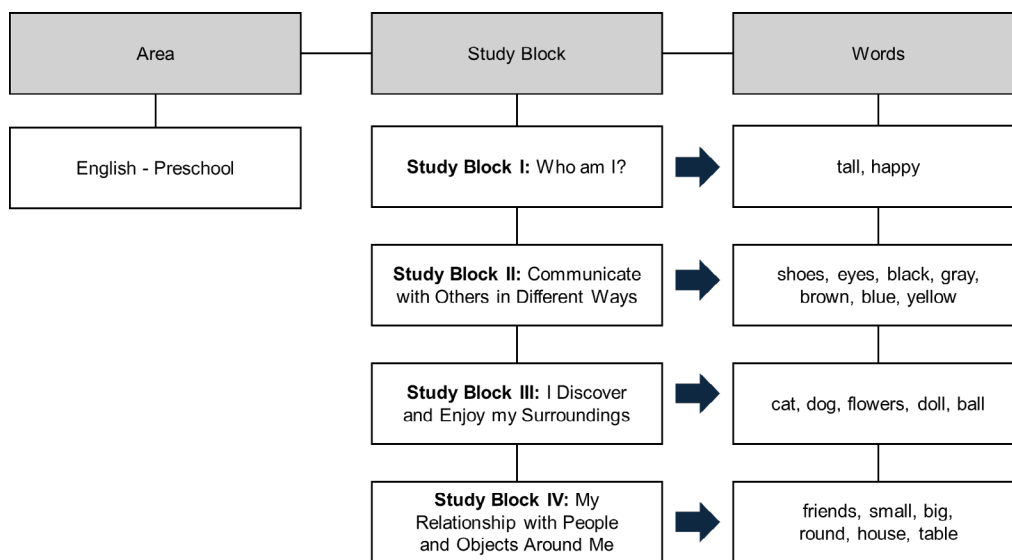 Area
Study Block
Words
English - Preschool
Study Block I: Who am I?
tall, happy
Study Block II: Communicate
with Others in Different Ways
shoes, eyes, black, gray,
brown, blue, yellow
Study Block III: I Discover
and Enjoy my Surroundings
cat, dog, flowers, doll, ball
Study Block IV: My
Relationship with People
and Objects Around Me
friends, small, big,
round, house, table